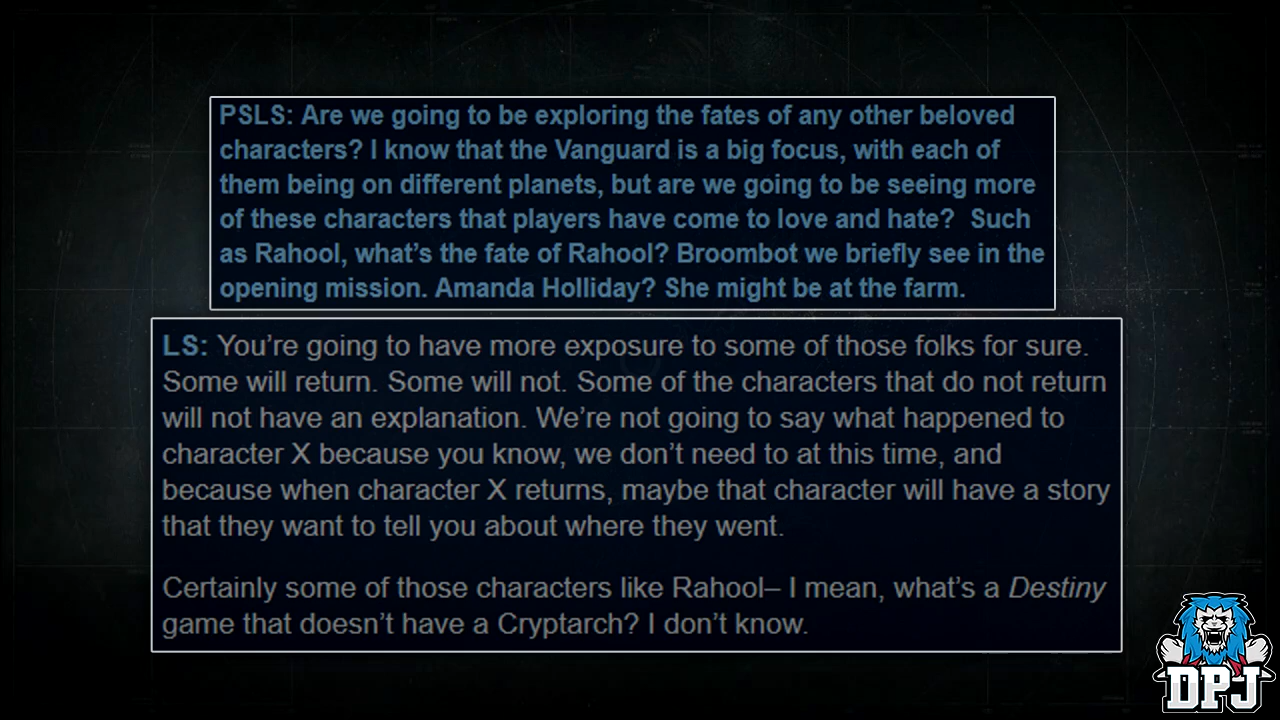 PSLS: Are we going to be exploring the fates of any other beloved
characters? I know that the Vanguard is a big focus, with each of
them being on different planets, but are we going to be seeing more
of these characters that players have come to love and hate?  Such
as Rahool, what's the fate of Rahool? Broombot we briefly see in the
opening mission. Amanda Holliday? She might be at the farm.
LS: You're going to have more exposure to some of those folks for sure.
Some will return. Some will not. Some of the characters that do not return
will not have an explanation. We're not going to say what happened to
character X because you know, we don't need to at this time, and
because when character X returns, maybe that character will have a story
that they want to tell you about where they went.
Certainly some of those characters like Rahool– I mean, what's a Destiny
game that doesn't have a Cryptarch? I don't know.
DPJ